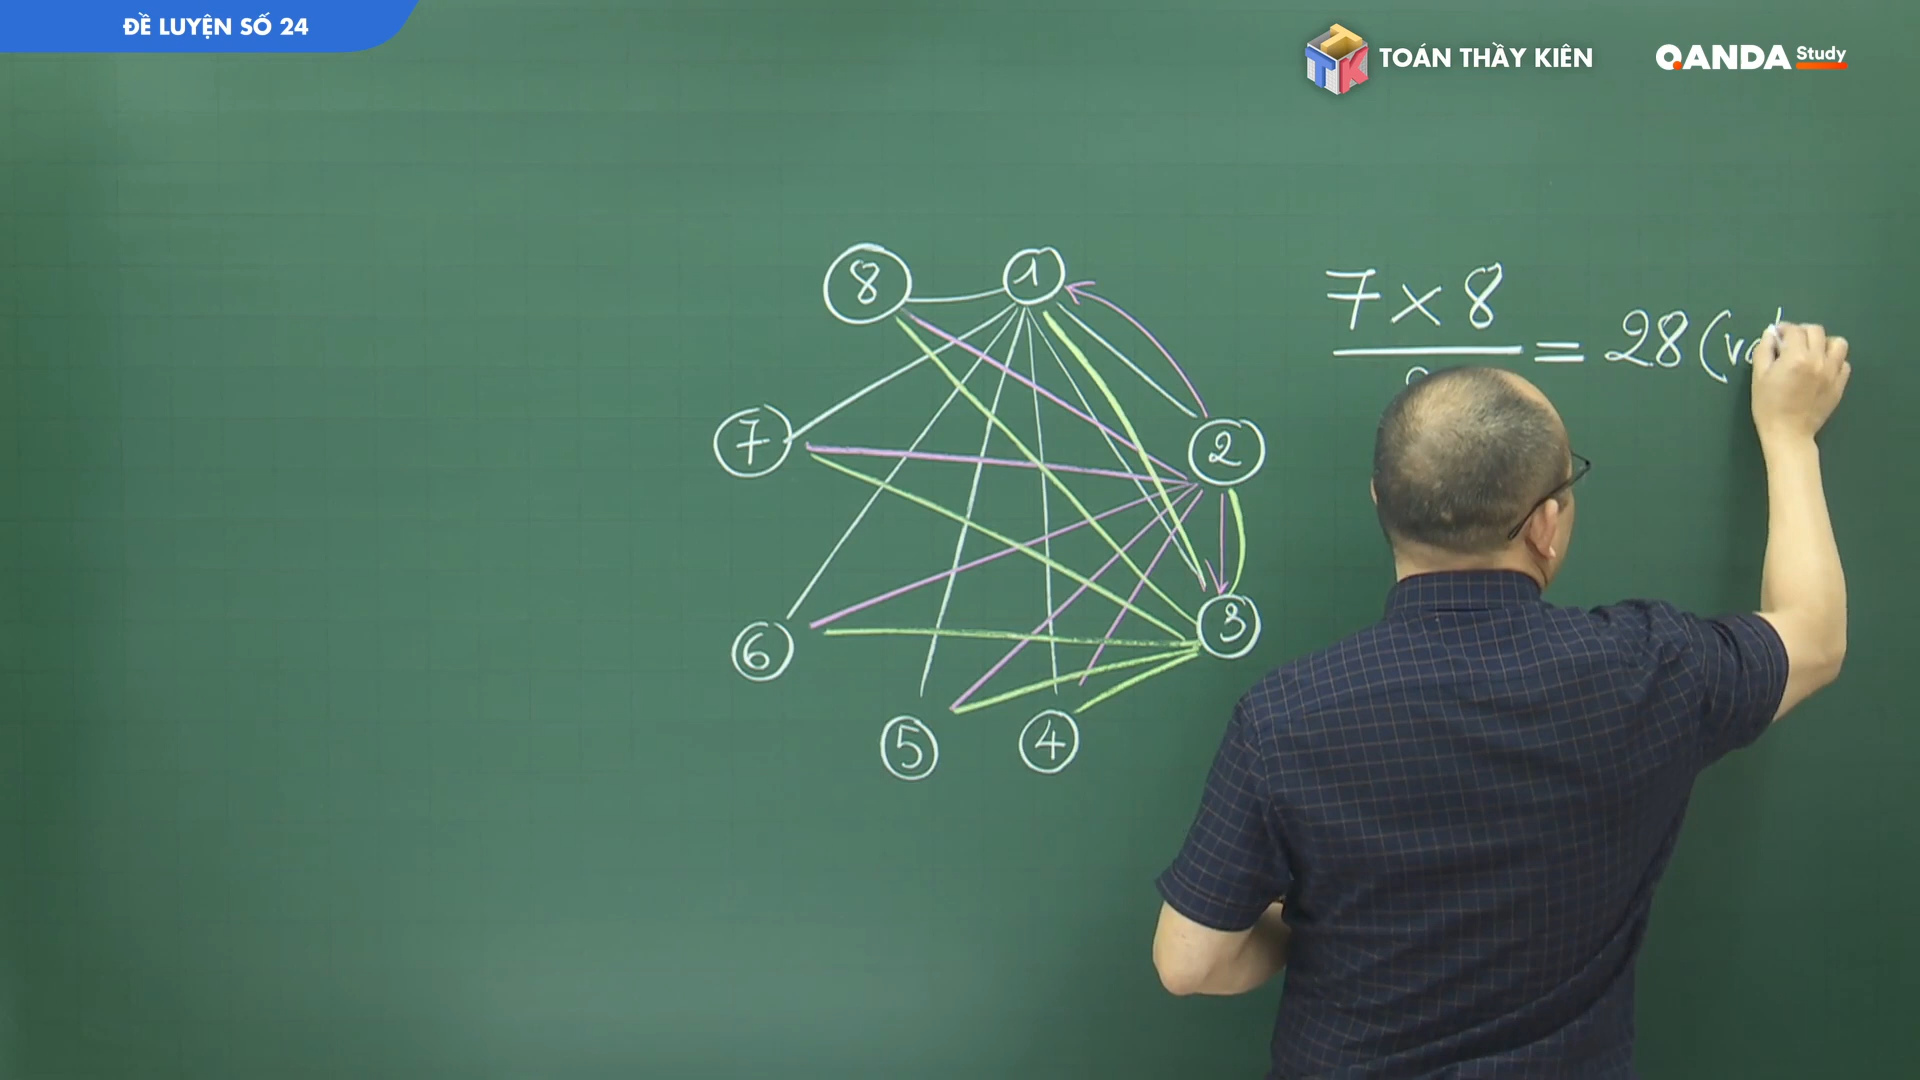 ĐỀ LUYỆN SỐ 24
TOÁN THẦY KIÊN
QANDA Study
8
1
7 × 8
= 28 (
7
2
6
3
5
4